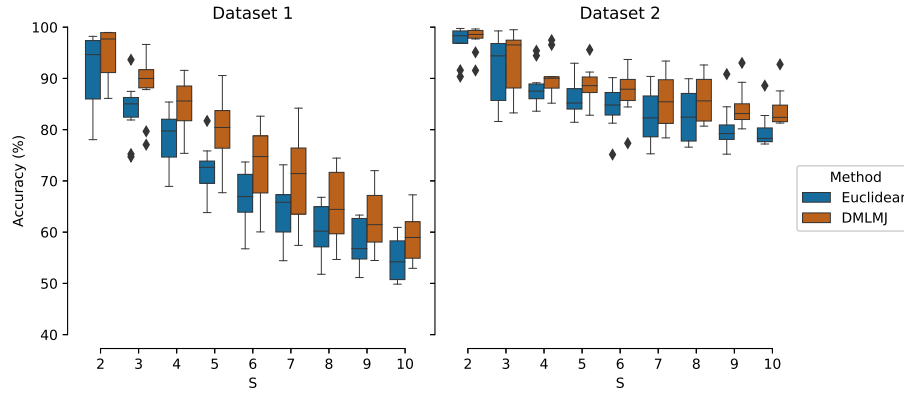 Dataset 1
Dataset 2
100
90
80
70
60
50
40
Accuracy (%)
2 3 4 5 6 7 8 9 10
S
2 3 4 5 6 7 8 9 10
S
Method
Euclidean
DMLMJ